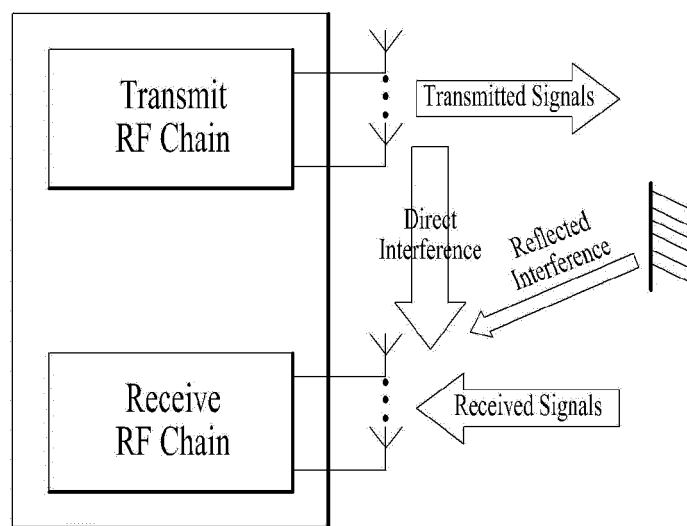 Transmit
RF Chain
Transmitted Signals
Direct
Interference
Reflected
Interference
Receive
RF Chain
Received Signals